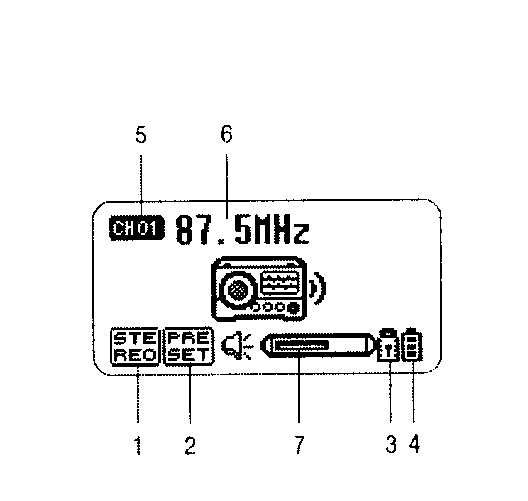 5 6
CH01 87.5MHz
STE PRE
REO SET
1 2 7 3 4